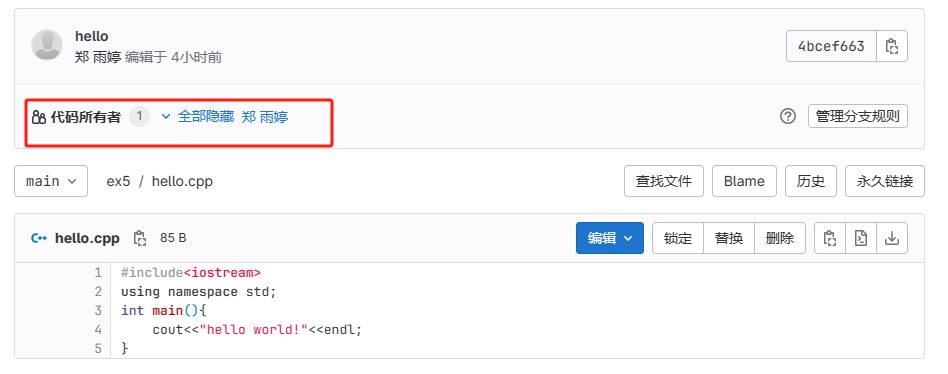 hello
郑 雨婷 编辑于 4小时前
4bcef663
代码所有者 1 全部隐藏 郑 雨婷
管理分支规则
main ex5 / hello.cpp 查找文件 Blame 历史 永久链接
C++ hello.cpp 85 B 编辑 锁定 替换 删除
1 #include<iostream>
2 using namespace std;
3 int main(){
4 cout<<"hello world!"<<endl;
5 }